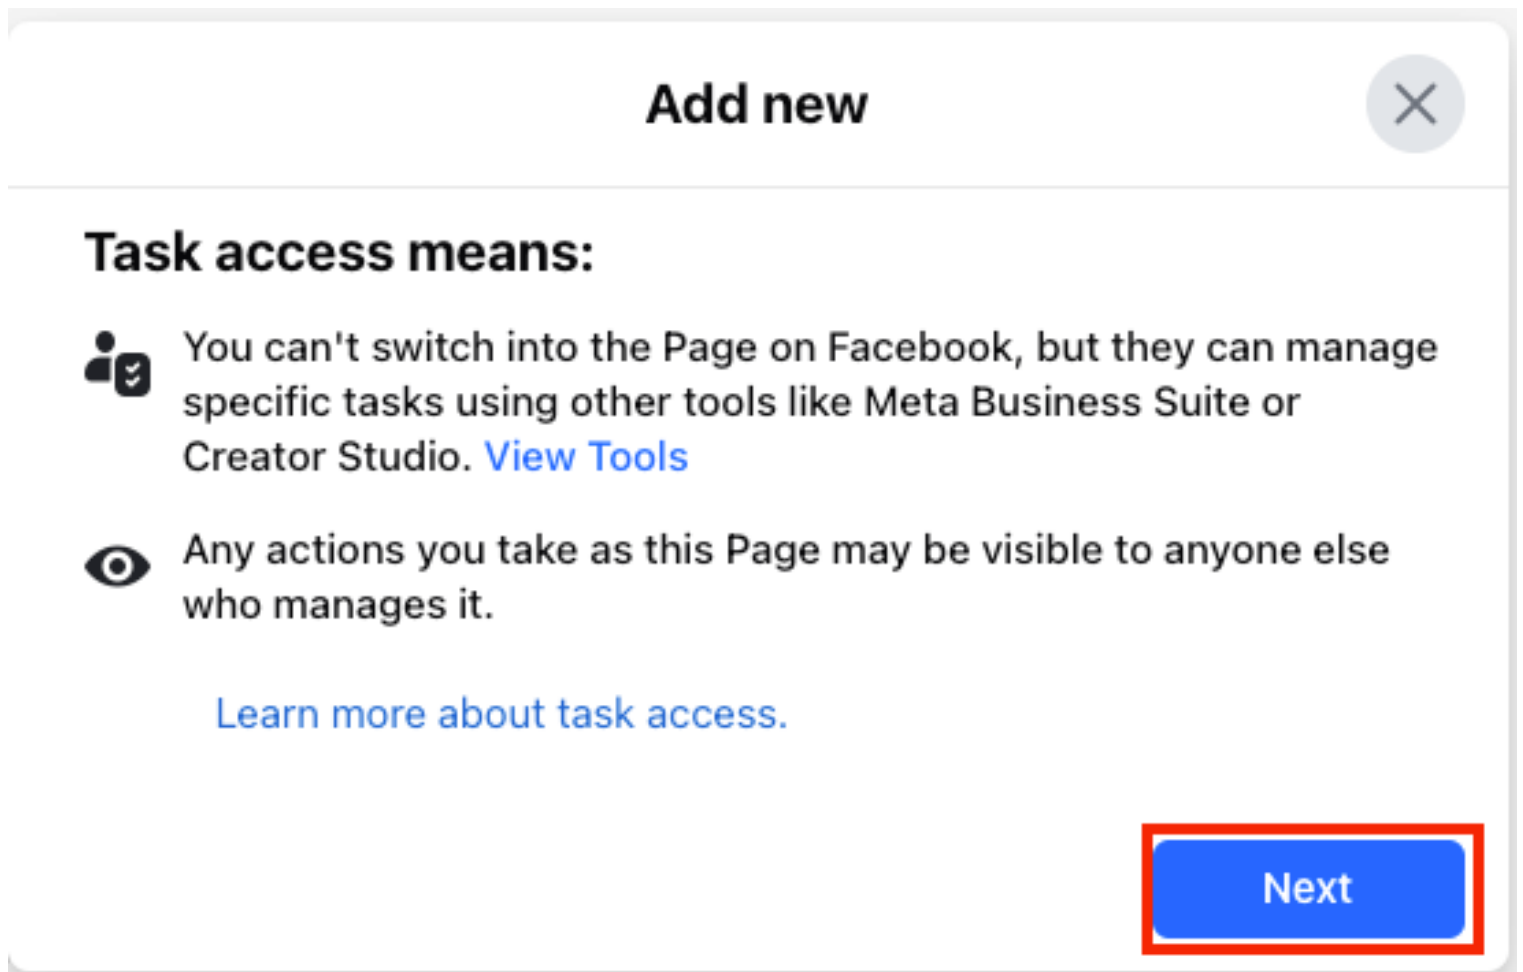 Add new
Task access means:
You can't switch into the Page on Facebook, but they can manage
specific tasks using other tools like Meta Business Suite or
Creator Studio. View Tools
Any actions you take as this Page may be visible to anyone else
who manages it.
Learn more about task access.
Next